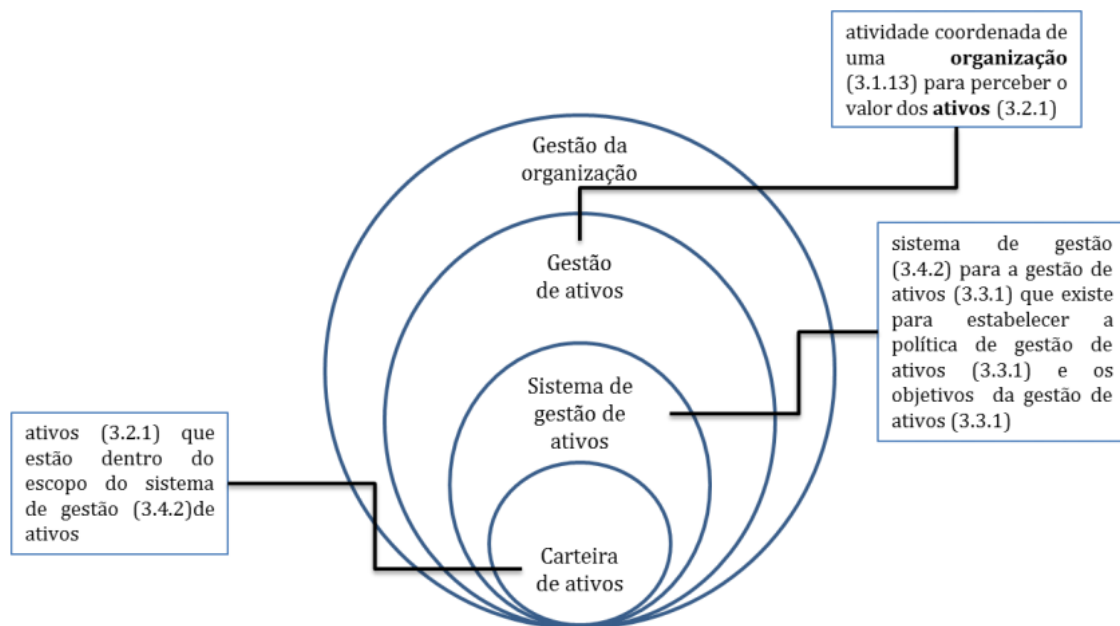 atividade coordenada de
uma organização
(3.1.13) para perceber o
valor dos ativos (3.2.1)
Gestão da
organização
Gestão
de ativos
sistema de gestão
(3.4.2) para a gestão de
ativos (3.3.1) que existe
para estabelecer a
política de gestão de
ativos (3.3.1) e os
objetivos da gestão de
ativos (3.3.1)
Sistema de
gestão de
ativos
ativos (3.2.1) que
estão dentro do
escopo do sistema
de gestão (3.4.2)de
ativos
Carteira
de ativos